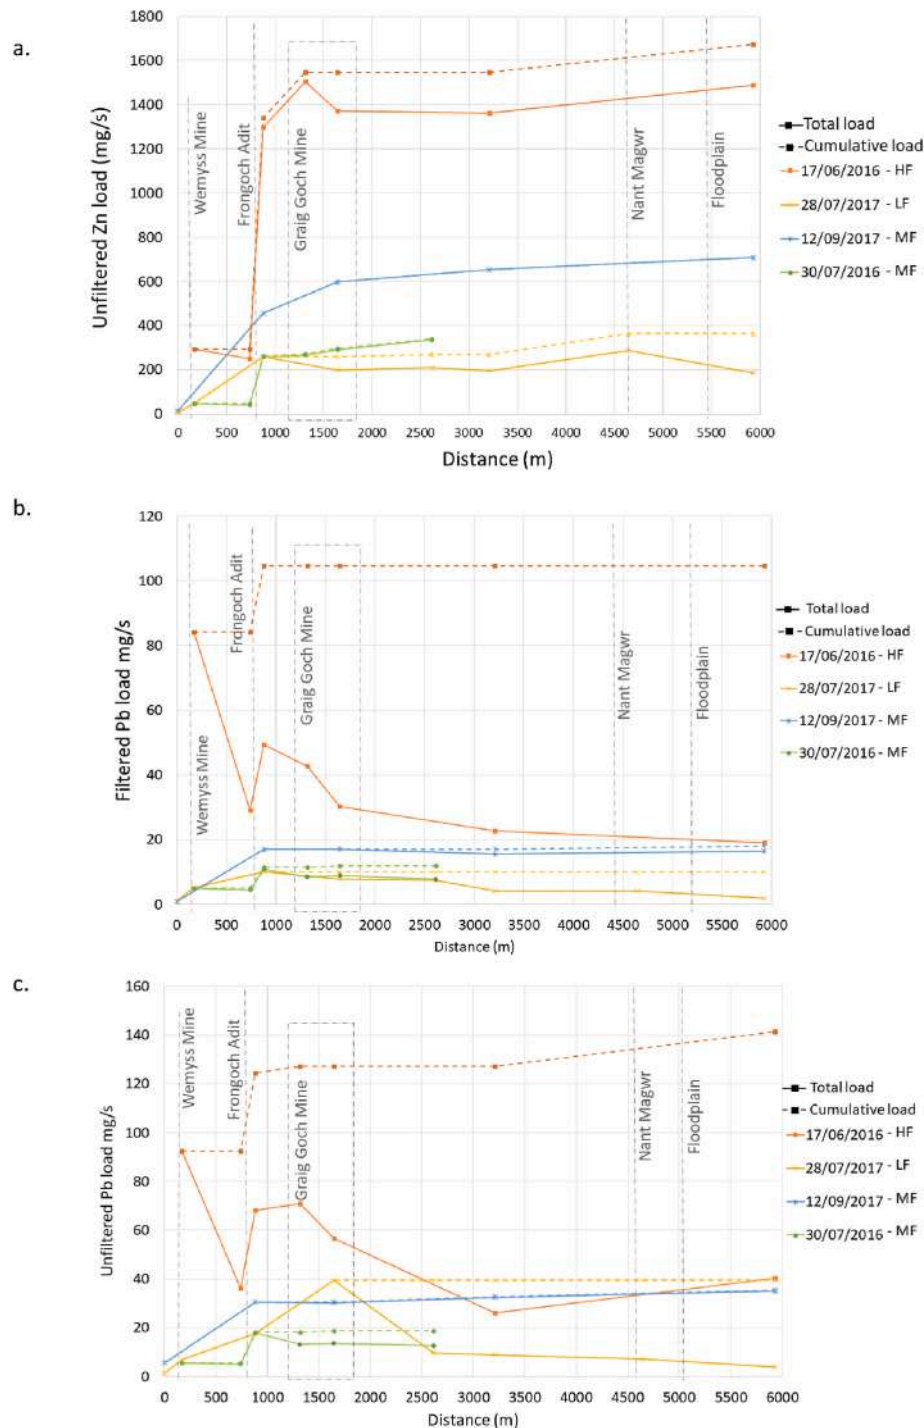 a.
Unfiltered Zn load (mg/s)
1800
1600
1400
1200
1000
800
600
400
200
0
Wemyss Mine
Frongoch Adit
Graig Goch Mine
Nant Magwr
Floodplain
0 500 1000 1500 2000 2500 3000 3500 4000 4500 5000 5500 6000
Distance (m)
Total load
Cumulative load
17/06/2016 - HF
28/07/2017 - LF
12/09/2017 - MF
30/07/2016 - MF
b.
Filtered Pb load mg/s
120
100
80
60
40
20
0
Wemyss Mine
Frongoch Adit
Graig Goch Mine
Nant Magwr
Floodplain
0 500 1000 1500 2000 2500 3000 3500 4000 4500 5000 5500 6000
Distance (m)
Total load
Cumulative load
17/06/2016 - HF
28/07/2017 - LF
12/09/2017 - MF
30/07/2016 - MF
c.
Unfiltered Pb load mg/s
160
140
120
100
80
60
40
20
0
Wemyss Mine
Frongoch Adit
Graig Goch Mine
Nant Magwr
Floodplain
0 500 1000 1500 2000 2500 3000 3500 4000 4500 5000 5500 6000
Distance (m)
Total load
Cumulative load
17/06/2016 - HF
28/07/2017 - LF
12/09/2017 - MF
30/07/2016 - MF